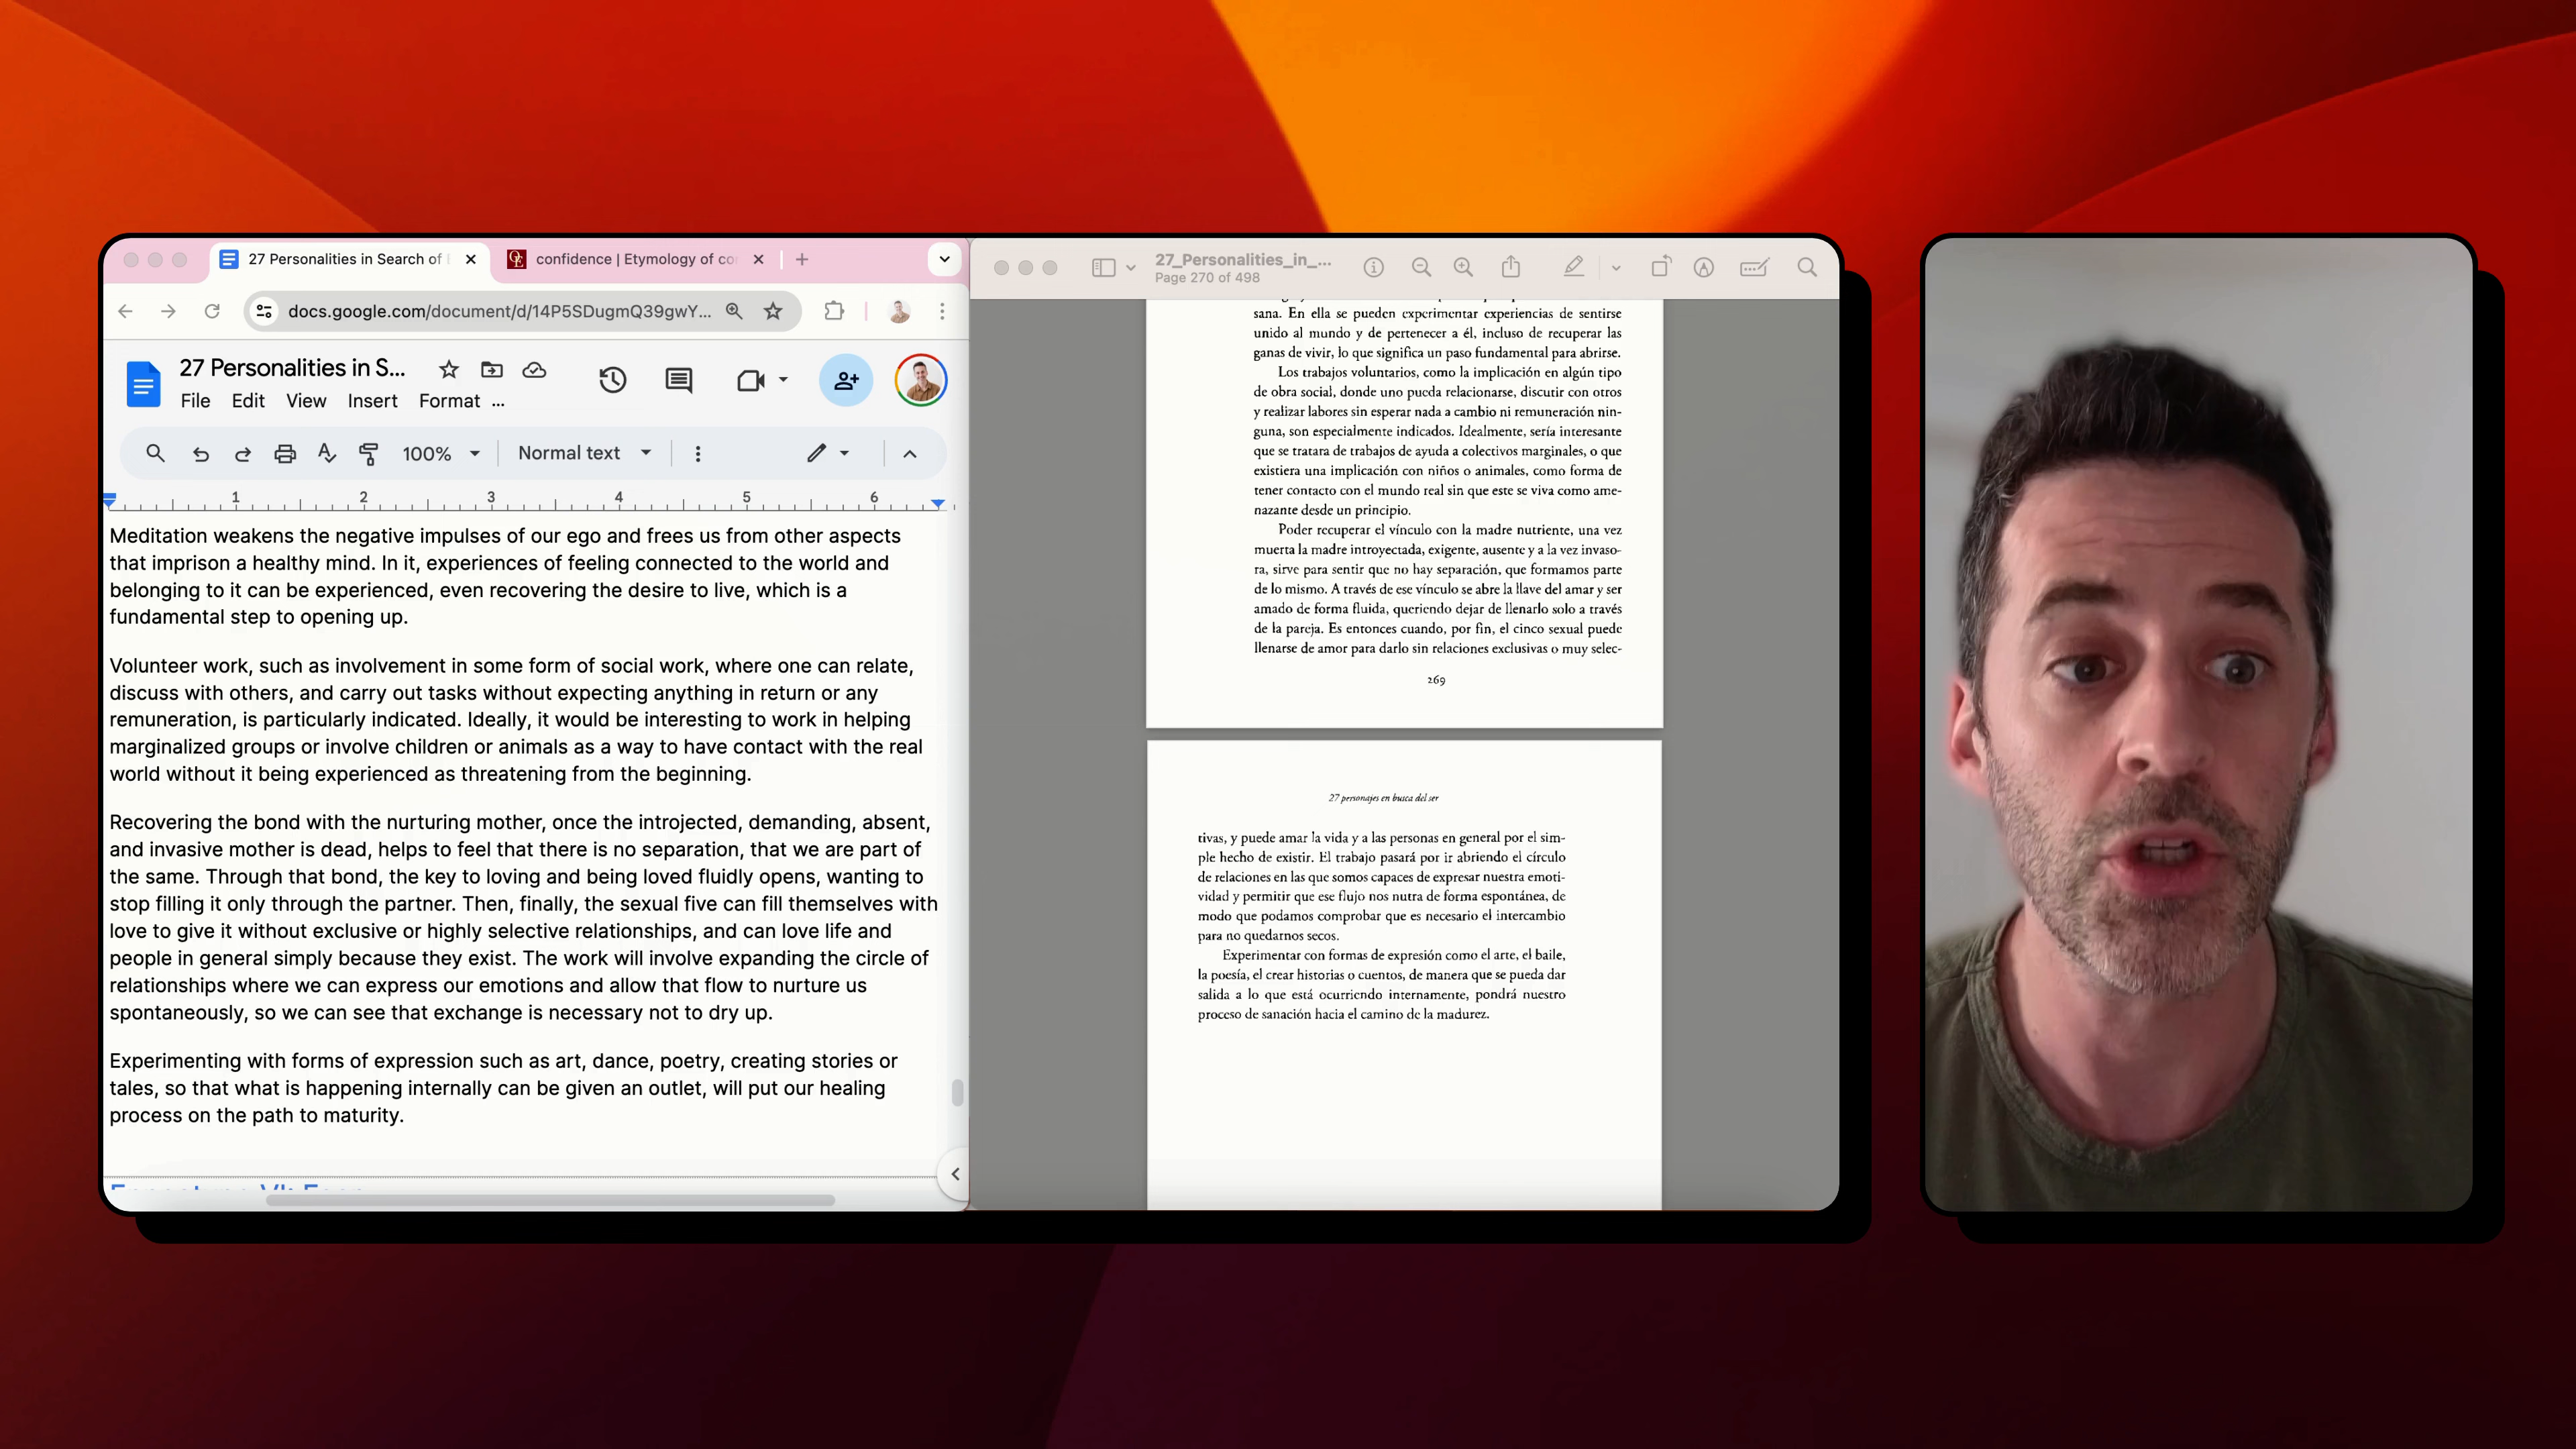 27 Personalities in Search of
confidence | Etymology of co
docs.google.com/document/d/14P5SDugmQ39gwY...
27 Personalities in S...
File Edit View Insert Format ...
100% Normal text
1 2 3 4 5 6
Meditation weakens the negative impulses of our ego and frees us from other aspects
that imprison a healthy mind. In it, experiences of feeling connected to the world and
belonging to it can be experienced, even recovering the desire to live, which is a
fundamental step to opening up.
Volunteer work, such as involvement in some form of social work, where one can relate,
discuss with others, and carry out tasks without expecting anything in return or any
remuneration, is particularly indicated. Ideally, it would be interesting to work in helping
marginalized groups or involve children or animals as a way to have contact with the real
world without it being experienced as threatening from the beginning.
Recovering the bond with the nurturing mother, once the introjected, demanding, absent,
and invasive mother is dead, helps to feel that there is no separation, that we are part of
the same. Through that bond, the key to loving and being loved fluidly opens, wanting to
stop filling it only through the partner. Then, finally, the sexual five can fill themselves with
love to give it without exclusive or highly selective relationships, and can love life and
people in general simply because they exist. The work will involve expanding the circle of
relationships where we can express our emotions and allow that flow to nurture us
spontaneously, so we can see that exchange is necessary not to dry up.
Experimenting with forms of expression such as art, dance, poetry, creating stories or
tales, so that what is happening internally can be given an outlet, will put our healing
process on the path to maturity.
27_Personalities_in_...
Page 270 of 498
sana. En ella se pueden experimentar experiencias de sentirse
unido al mundo y de pertenecer a él, incluso de recuperar las
ganas de vivir, lo que significa un paso fundamental para abrirse.
Los trabajos voluntarios, como la implicación en algún tipo
de obra social, donde uno pueda relacionarse, discutir con otros
y realizar labores sin esperar nada a cambio ni remuneración nin-
guna, son especialmente indicados. Idealmente, sería interesante
que se tratara de trabajos de ayuda a colectivos marginales, o que
existiera una implicación con niños o animales, como forma de
tener contacto con el mundo real sin que este se viva como ame-
nazante desde un principio.
Poder recuperar el vínculo con la madre nutriente, una vez
muerta la madre introyectada, exigente, ausente y a la vez invaso-
ra, sirve para sentir que no hay separación, que formamos parte
de lo mismo. A través de ese vínculo se abre la llave del amar y ser
amado de forma fluida, queriendo dejar de llenarlo solo a través
de la pareja. Es entonces cuando, por fin, el cinco sexual puede
llenarse de amor para darlo sin relaciones exclusivas o muy selec-
269
27 personajes en busca del ser
tivas, y puede amar la vida y a las personas en general por el sim-
ple hecho de existir. El trabajo pasará por ir abriendo el círculo
de relaciones en las que somos capaces de expresar nuestra emoti-
vidad y permitir que ese flujo nos nutra de forma espontánea, de
modo que podamos comprobar que es necesario el intercambio
para no quedarnos secos.
Experimentar con formas de expresión como el arte, el baile,
la poesía, el crear historias o cuentos, de manera que se pueda dar
salida a lo que está ocurriendo internamente, pondrá nuestro
proceso de sanación hacia el camino de la madurez.